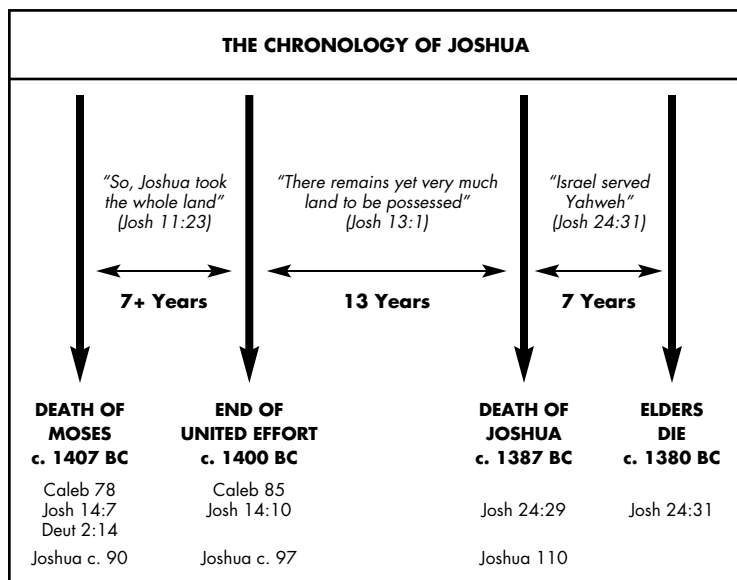 THE CHRONOLOGY OF JOSHUA
“So, Joshua took
the whole land”
(Josh 11:23)
“There remains yet very much
land to be possessed”
(Josh 13:1)
“Israel served
Yahweh”
(Josh 24:31)
7+ Years
13 Years
7 Years
DEATH OF
MOSES
c. 1407 BC
Caleb 78
Josh 14:7
Deut 2:14
Joshua c. 90
END OF
UNITED EFFORT
c. 1400 BC
Caleb 85
Josh 14:10
Joshua c. 97
DEATH OF
JOSHUA
c. 1387 BC
Josh 24:29
Joshua 110
ELDERS
DIE
c. 1380 BC
Josh 24:31